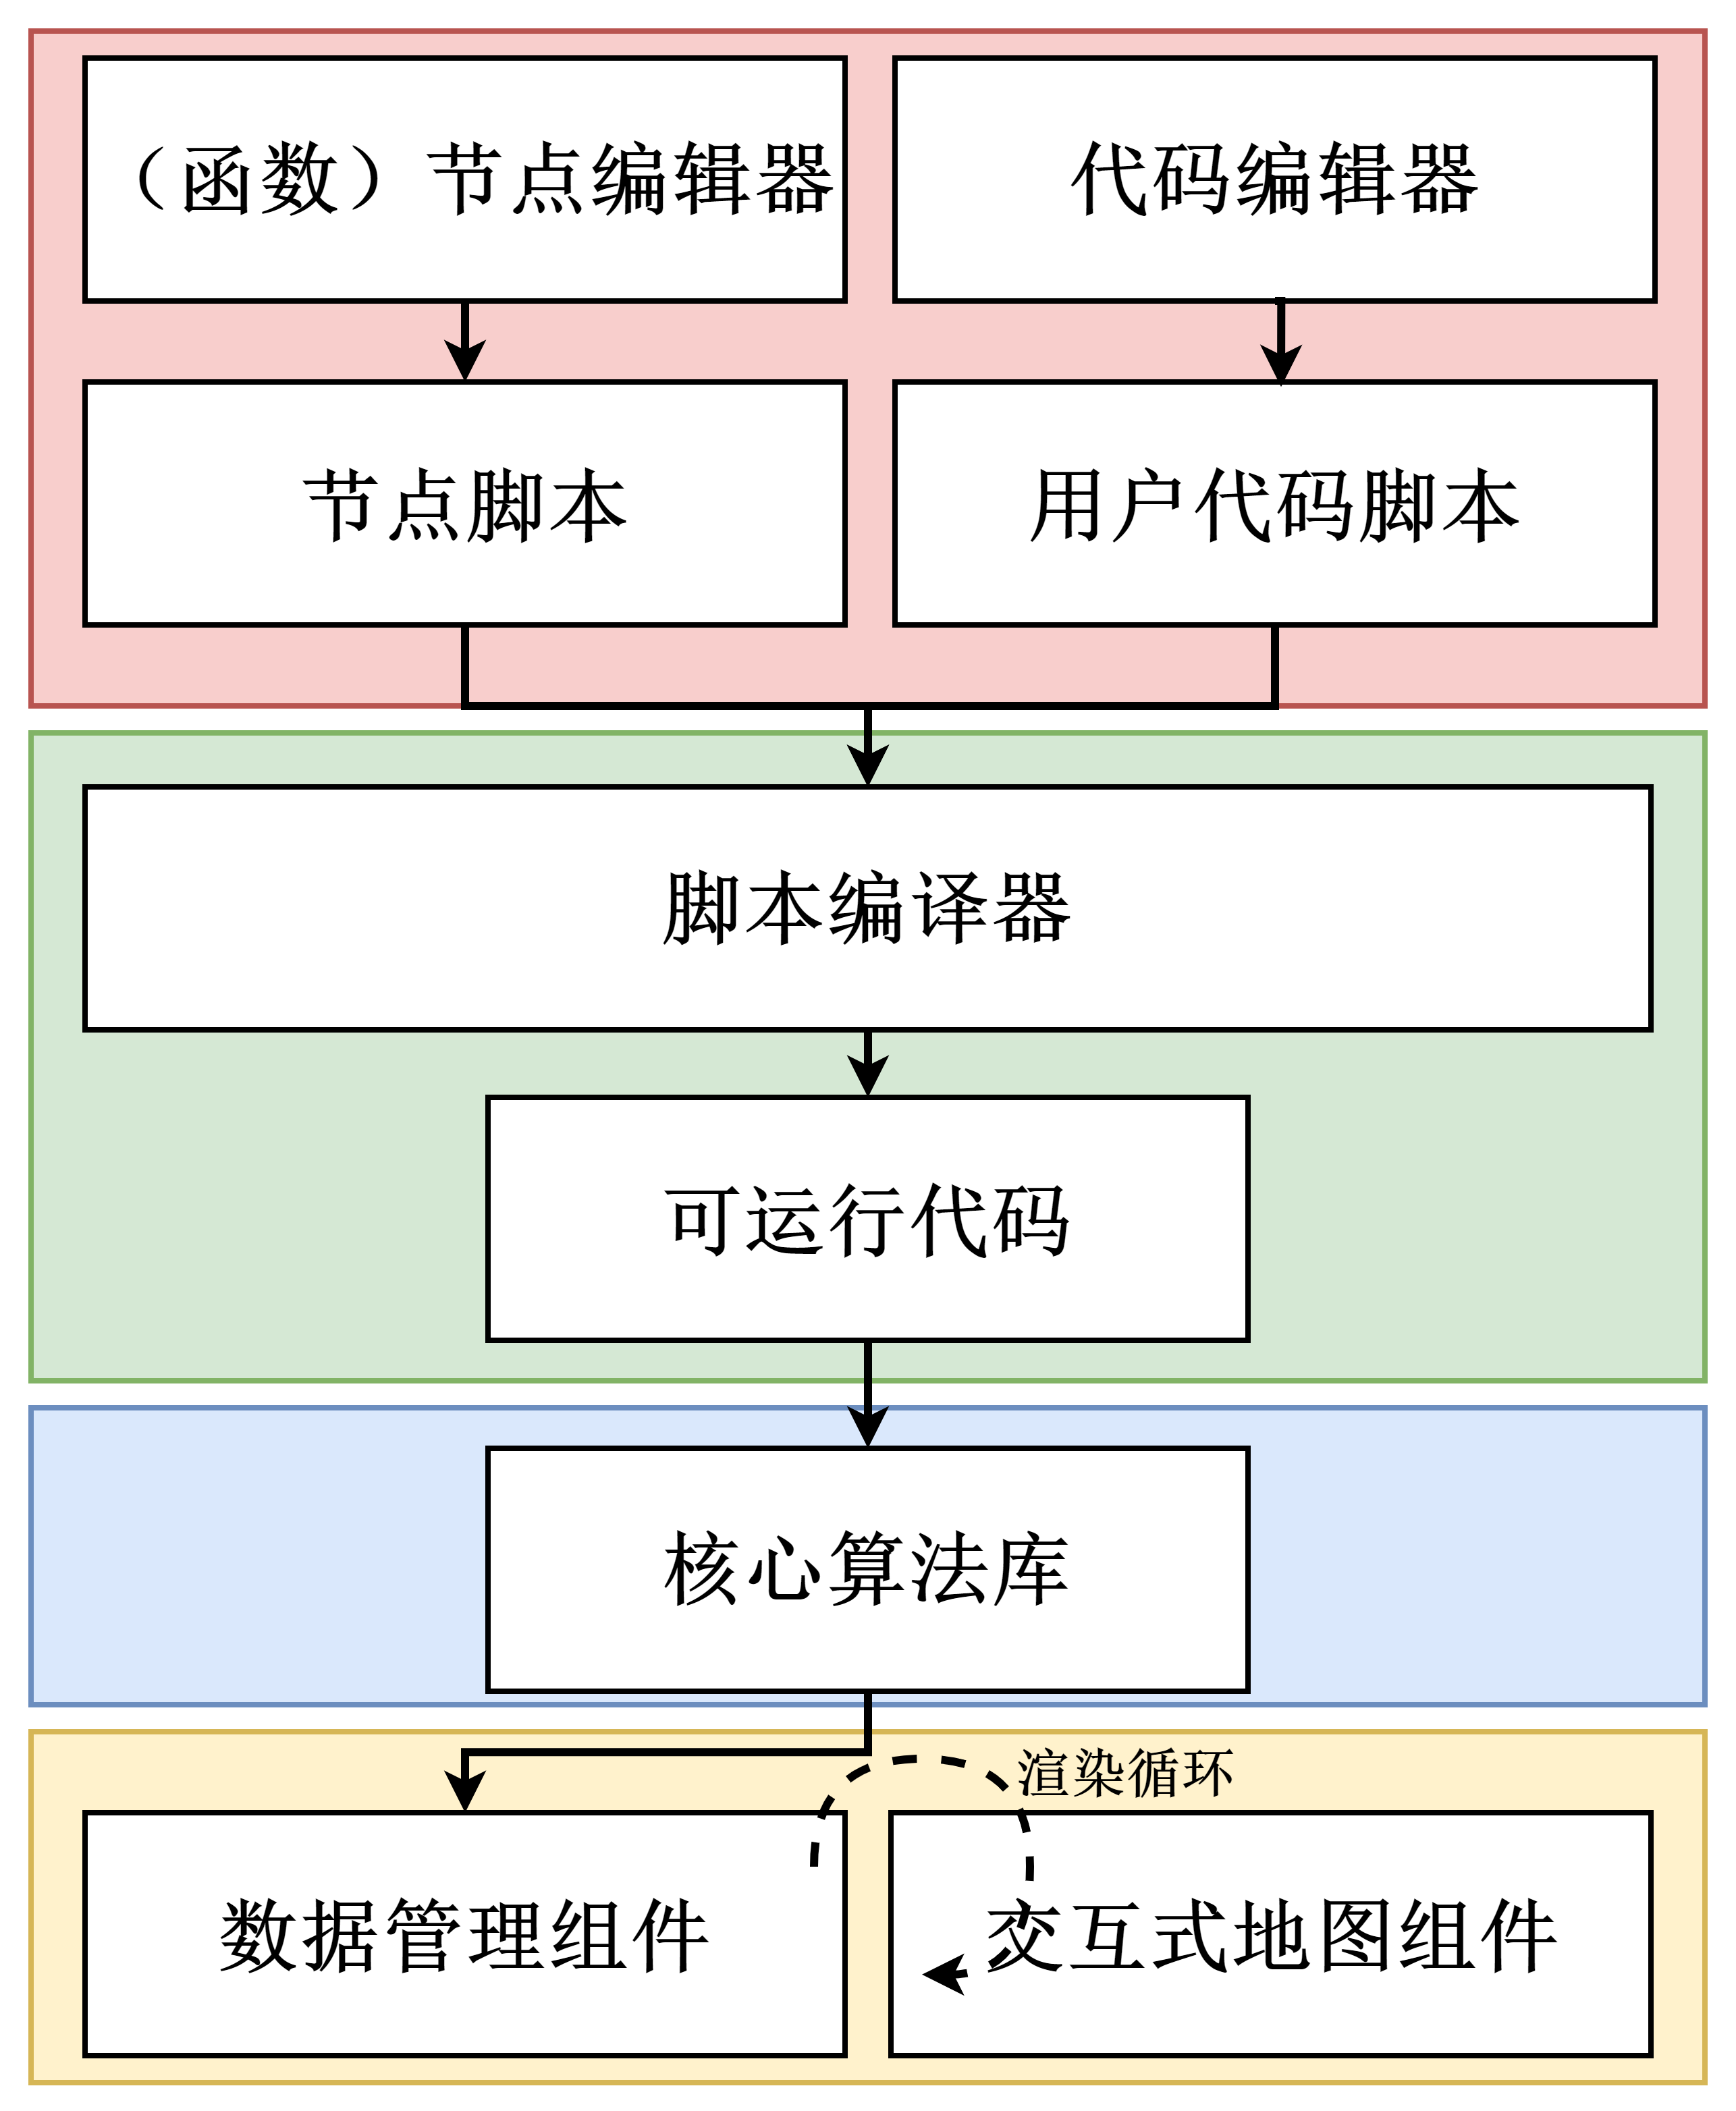 （函数）节点编辑器
代码编辑器
节点脚本
用户代码脚本
脚本编译器
可运行代码
核心算法库
渲染循环
数据管理组件
交互式地图组件